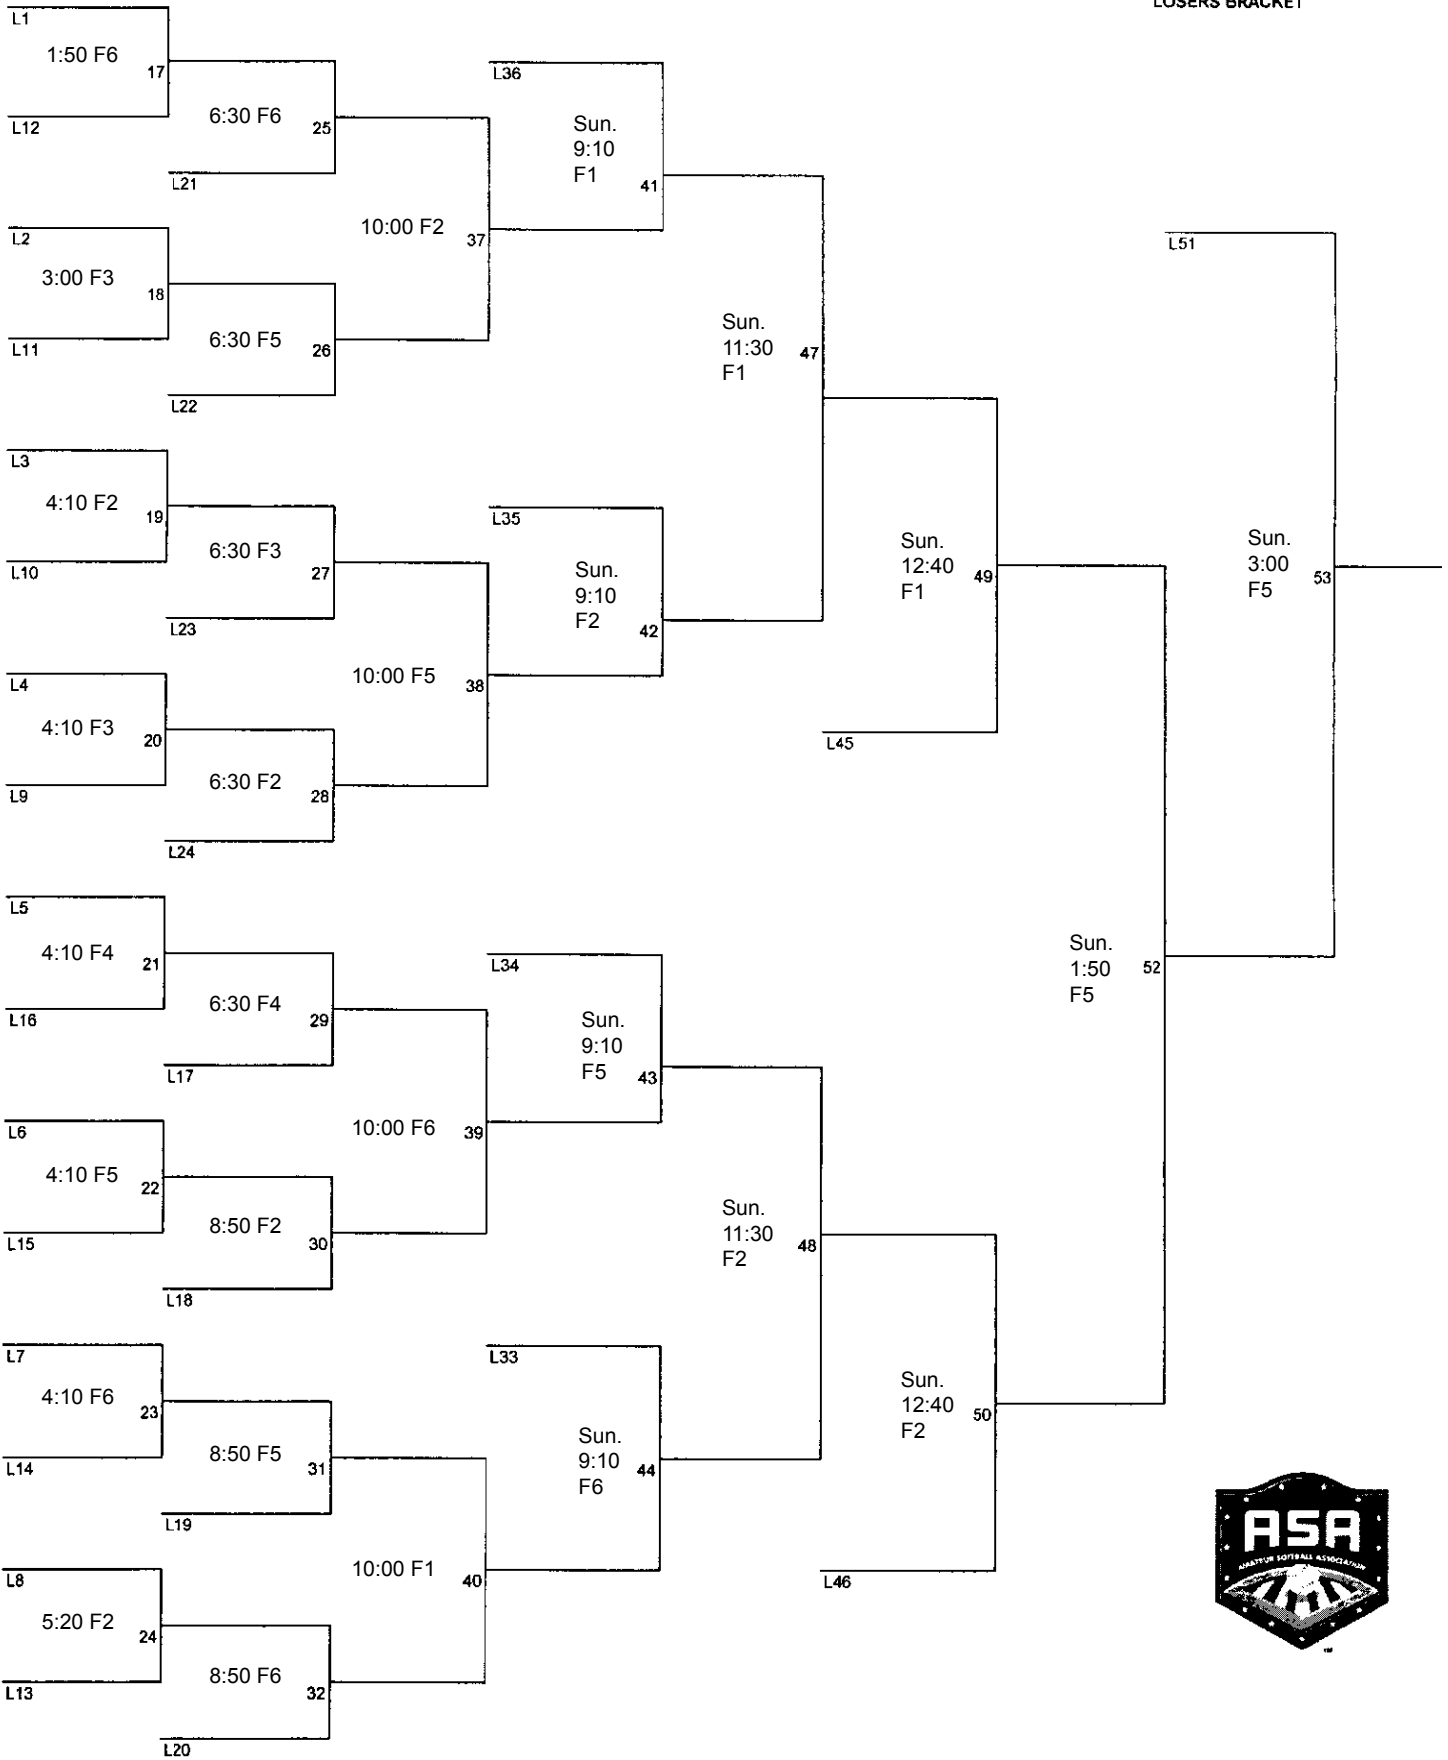 LOSERS BRACKET
L1
1:50 F6
17
L12
6:30 F6
25
L21
L2
3:00 F3
18
L11
6:30 F5
26
L22
10:00 F2
37
L36
Sun.
9:10
F1
41
L3
4:10 F2
19
L10
6:30 F3
27
L23
L4
4:10 F3
20
L9
6:30 F2
28
L24
10:00 F5
38
L35
Sun.
9:10
F2
42
Sun.
11:30
F1
47
Sun.
12:40
F1
49
L45
L5
4:10 F4
21
L16
6:30 F4
29
L17
L6
4:10 F5
22
L15
8:50 F2
30
L18
10:00 F6
39
L34
Sun.
9:10
F5
43
L7
4:10 F6
23
L14
8:50 F5
31
L19
L8
5:20 F2
24
L13
8:50 F6
32
L20
10:00 F1
40
L33
Sun.
9:10
F6
44
Sun.
11:30
F2
48
Sun.
12:40
F2
50
L46
Sun.
1:50
F5
52
L51
Sun.
3:00
F5
53
ASA
AMATEUR SOFTBALL ASSOCIATION
TM